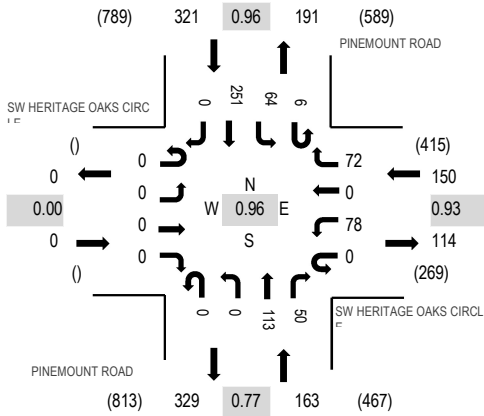 (789) 321 0.96 191 (589)
PINEMOUNT ROAD
SW HERITAGE OAKS CIRC
LE
0 251 64 6
() 0 72 (415)
0 0 0 150
0.00 0 W N 0.96 S E 78 0.93
0 0 0 114
() (269)
0 0 113 50
SW HERITAGE OAKS CIRCL
E
PINEMOUNT ROAD
(813) 329 0.77 163 (467)